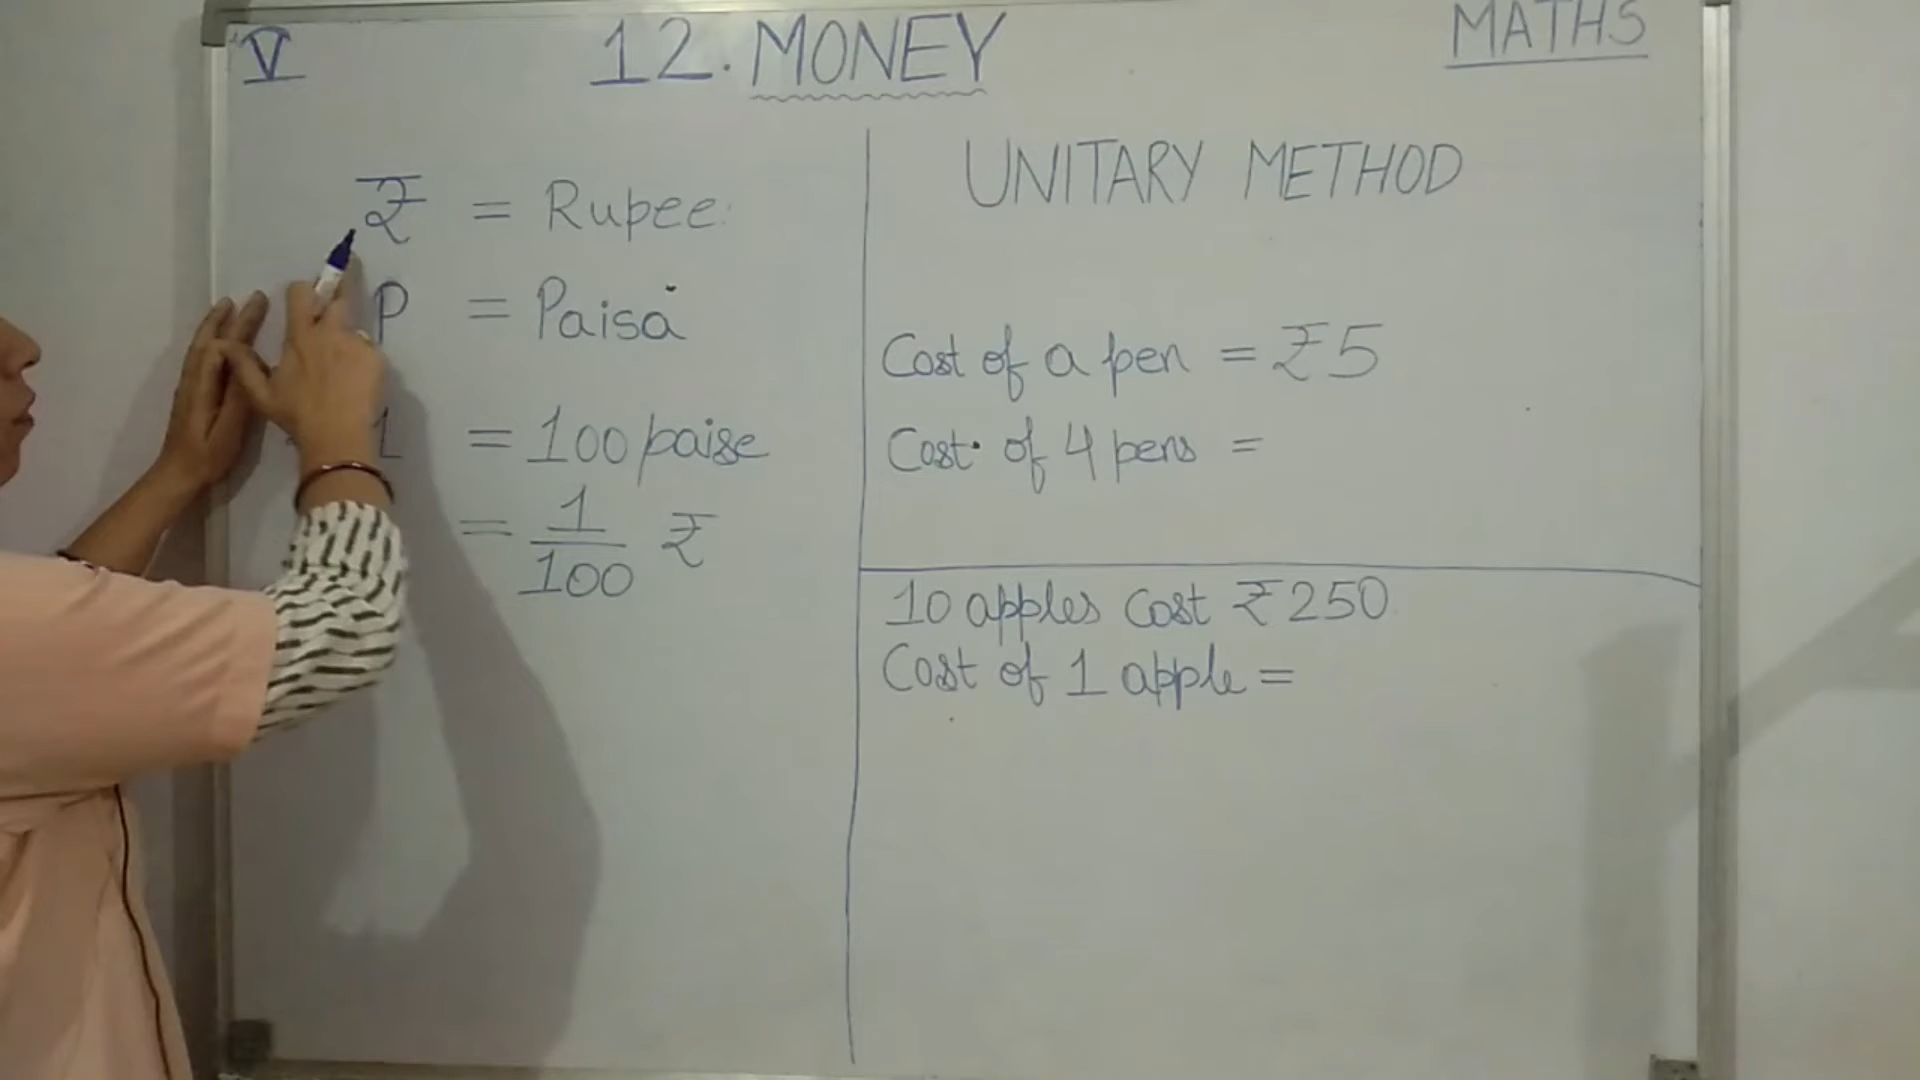 V
12. MONEY
MATHS
₹ = Rupee
P = Paisa
1 = 100 paise
= 1/100 ₹
UNITARY METHOD
Cost of a pen = ₹5
Cost of 4 pens =
10 apples cost ₹250
Cost of 1 apple =